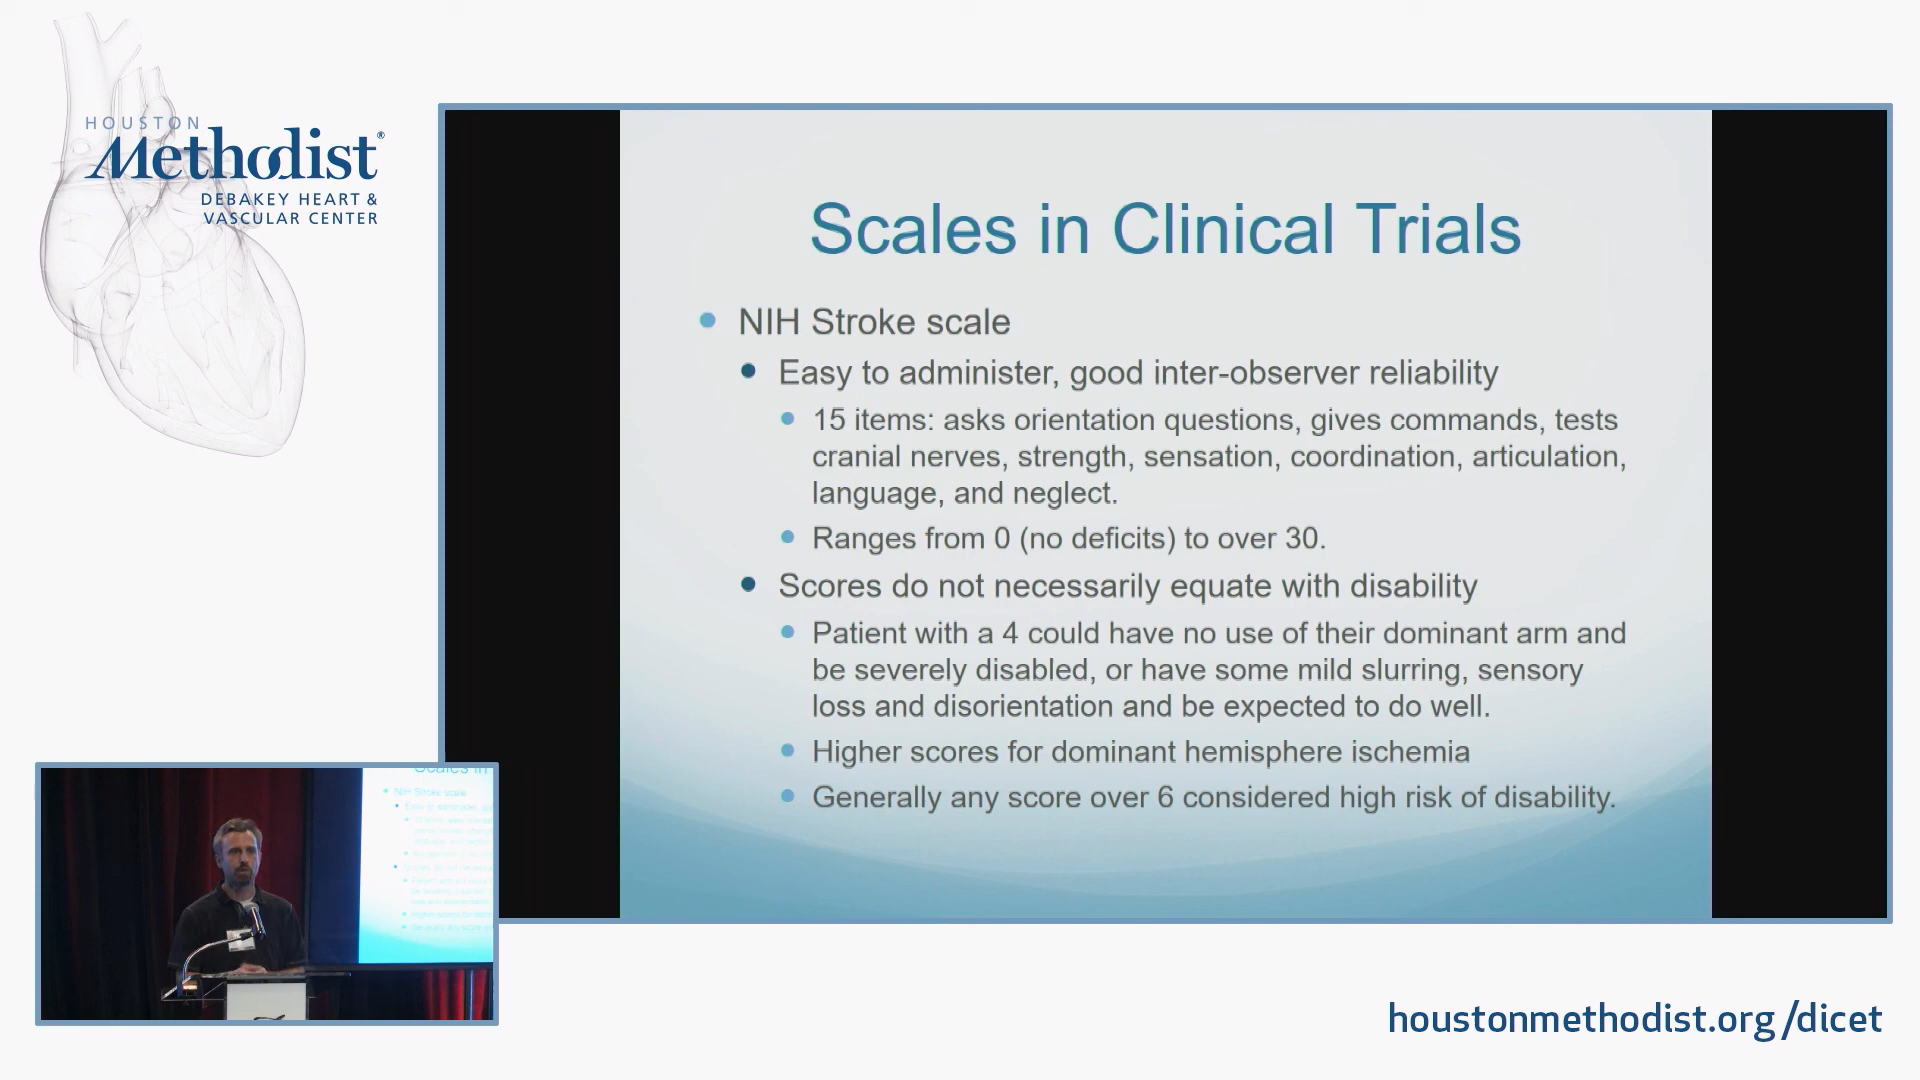 HOUSTON
Methodist®
DEBAKEY HEART &
VASCULAR CENTER
Scales in Clinical Trials
NIH Stroke scale
Easy to administer, good inter-observer reliability
15 items: asks orientation questions, gives commands, tests
cranial nerves, strength, sensation, coordination, articulation,
language, and neglect.
Ranges from 0 (no deficits) to over 30.
Scores do not necessarily equate with disability
Patient with a 4 could have no use of their dominant arm and
be severely disabled, or have some mild slurring, sensory
loss and disorientation and be expected to do well.
Higher scores for dominant hemisphere ischemia
Generally any score over 6 considered high risk of disability.
Scales in
NIH Stroke scale
houstonmethodist.org/dicet